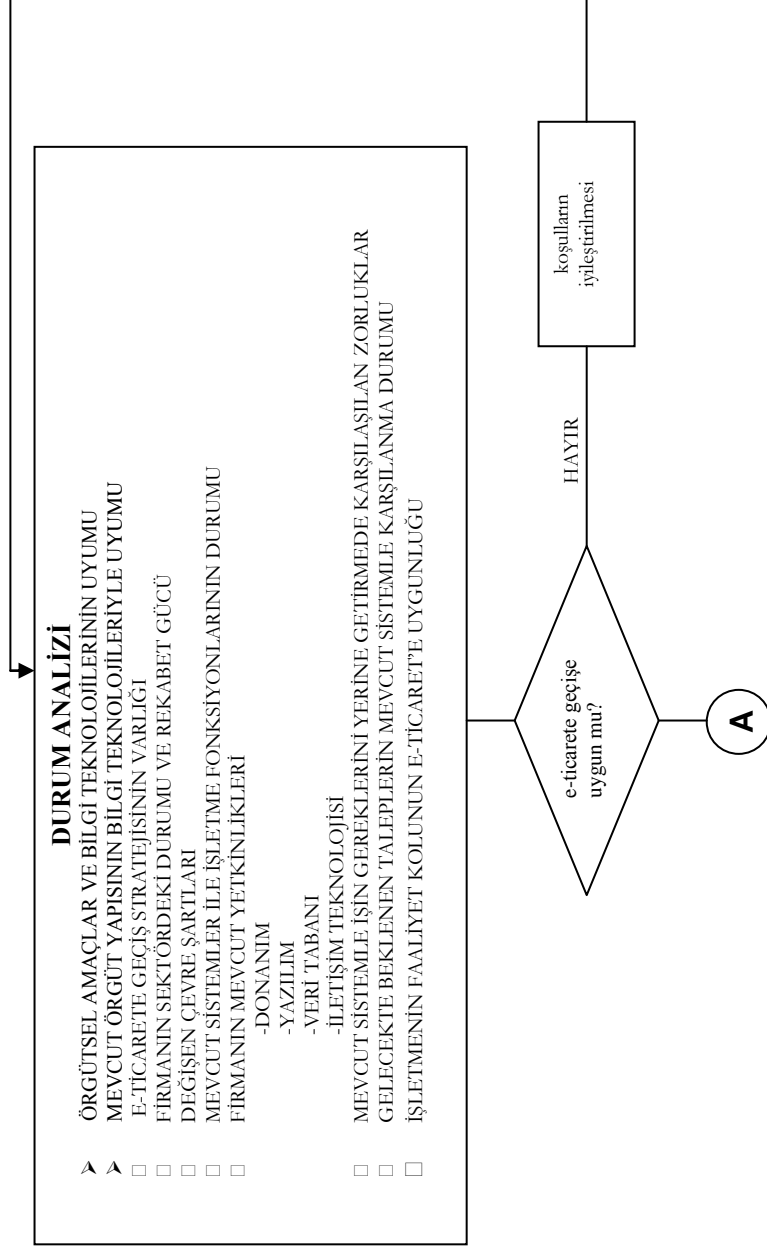 DURUM ANALİZİ
➢ ÖRGÜTSEL AMAÇLAR VE BİLGİ TEKNOLOJİLERİNİN UYUMU
➢ MEVCUT ÖRGÜT YAPISININ BİLGİ TEKNOLOJİLERİYLE UYUMU
□ E-TİCARETE GEÇİŞ STRATEJİSİNİN VARLIĞI
□ FİRMANIN SEKTÖRDEKİ DURUMU VE REKABET GÜCÜ
□ DEĞİŞEN ÇEVRE ŞARTLARI
□ MEVCUT SİSTEMLER İLE İŞLETME FONKSİYONLARININ DURUMU
□ FİRMANIN MEVCUT YETKİNLİKLERİ
-DONANIM
-YAZILIM
-VERİ TABANI
-İLETİŞİM TEKNOLOJİSİ
□ MEVCUT SİSTEMLE İŞİN GEREKLERİNİ YERİNE GETİRMEDE KARŞILAŞILAN ZORLUKLAR
□ GELECEKTE BEKLENEN TALEPLERİN MEVCUT SİSTEMLE KARŞILANMA DURUMU
□ İŞLETMENİN FAALİYET KOLUNUN E-TİCARET'E UYGUNLUĞU
e-ticarete geçişe
uygun mu?
HAYIR
koşulların
iyileştirilmesi
A